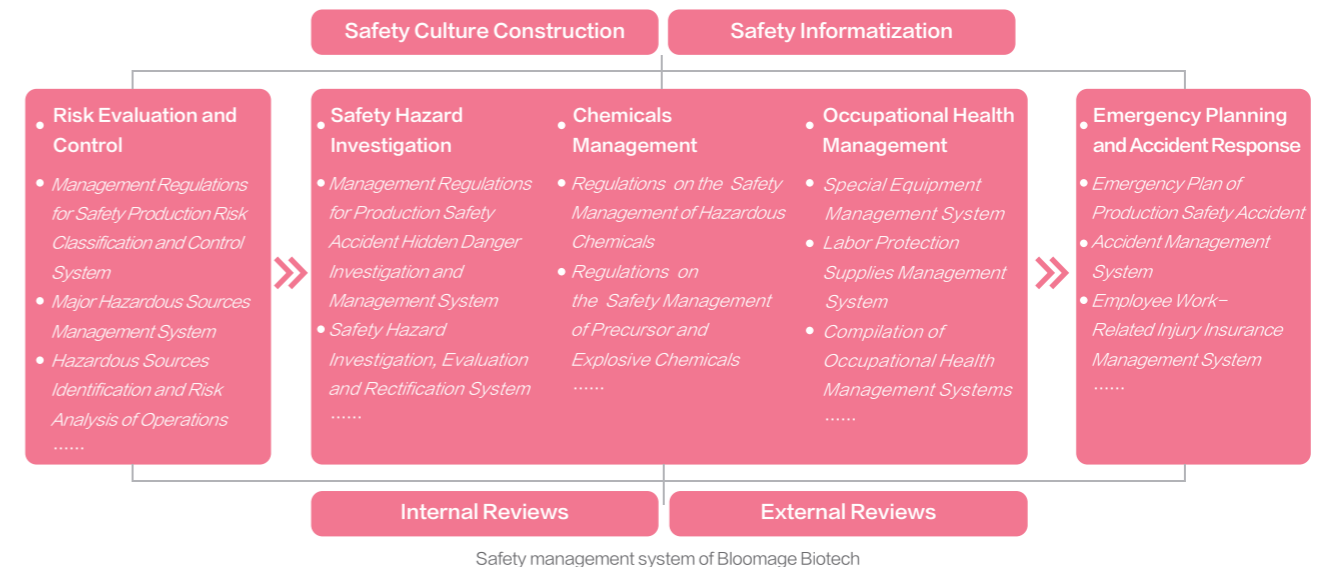 Safety Culture Construction
Safety Informatization
Risk Evaluation and
Control
Management Regulations
for Safety Production Risk
Classification and Control
System
Major Hazardous Sources
Management System
Hazardous Sources
Identification and Risk
Analysis of Operations
......
Safety Hazard
Investigation
Management Regulations
for Production Safety
Accident Hidden Danger
Investigation and
Management System
Safety Hazard
Investigation, Evaluation
and Rectification System
......
Chemicals
Management
Regulations on the Safety
Management of Hazardous
Chemicals
Regulations on
the Safety Management
of Precursor and
Explosive Chemicals
......
Occupational Health
Management
Special Equipment
Management System
Labor Protection
Supplies Management
System
Compilation of
Occupational Health
Management Systems
......
Emergency Planning
and Accident Response
Emergency Plan of
Production Safety Accident
Accident Management
System
Employee Work-
Related Injury Insurance
Management System
......
Internal Reviews
External Reviews
Safety management system of Bloomage Biotech